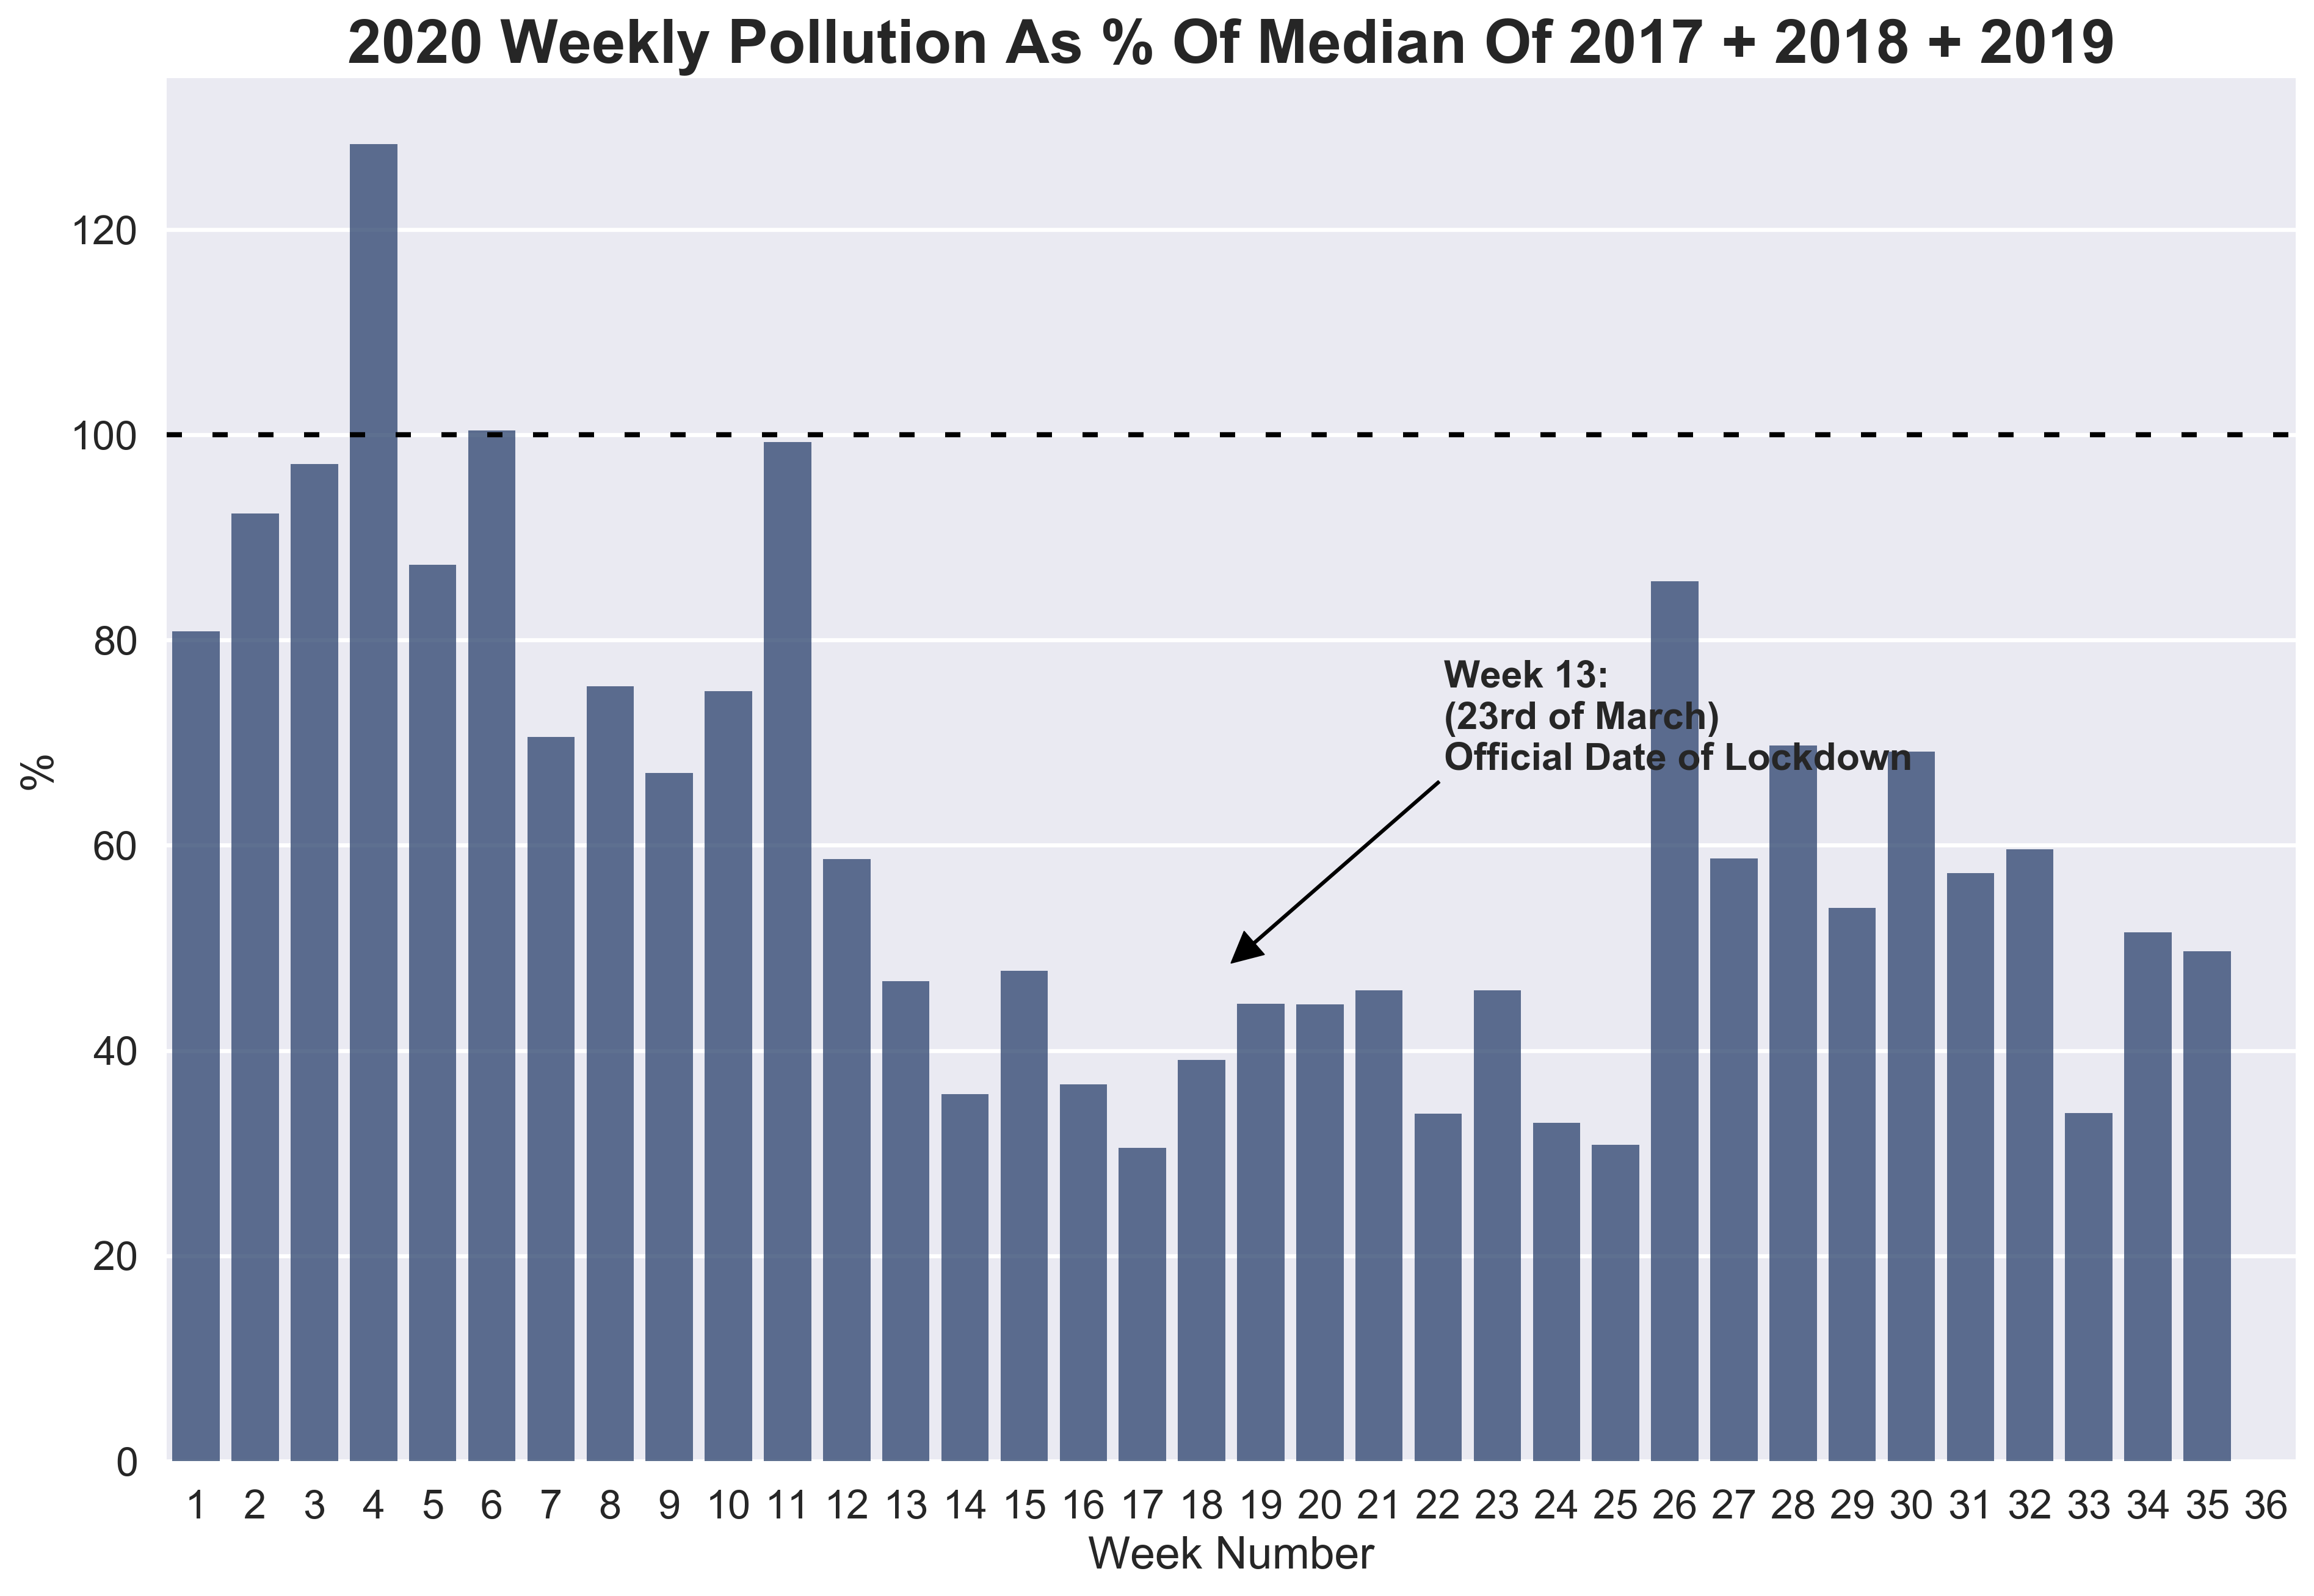 2020 Weekly Pollution As % Of Median Of 2017 + 2018 + 2019
120
100
80
60
40
20
0
%
Week 13:
(23rd of March)
Official Date of Lockdown
1 2 3 4 5 6 7 8 9 10 11 12 13 14 15 16 17 18 19 20 21 22 23 24 25 26 27 28 29 30 31 32 33 34 35 36
Week Number